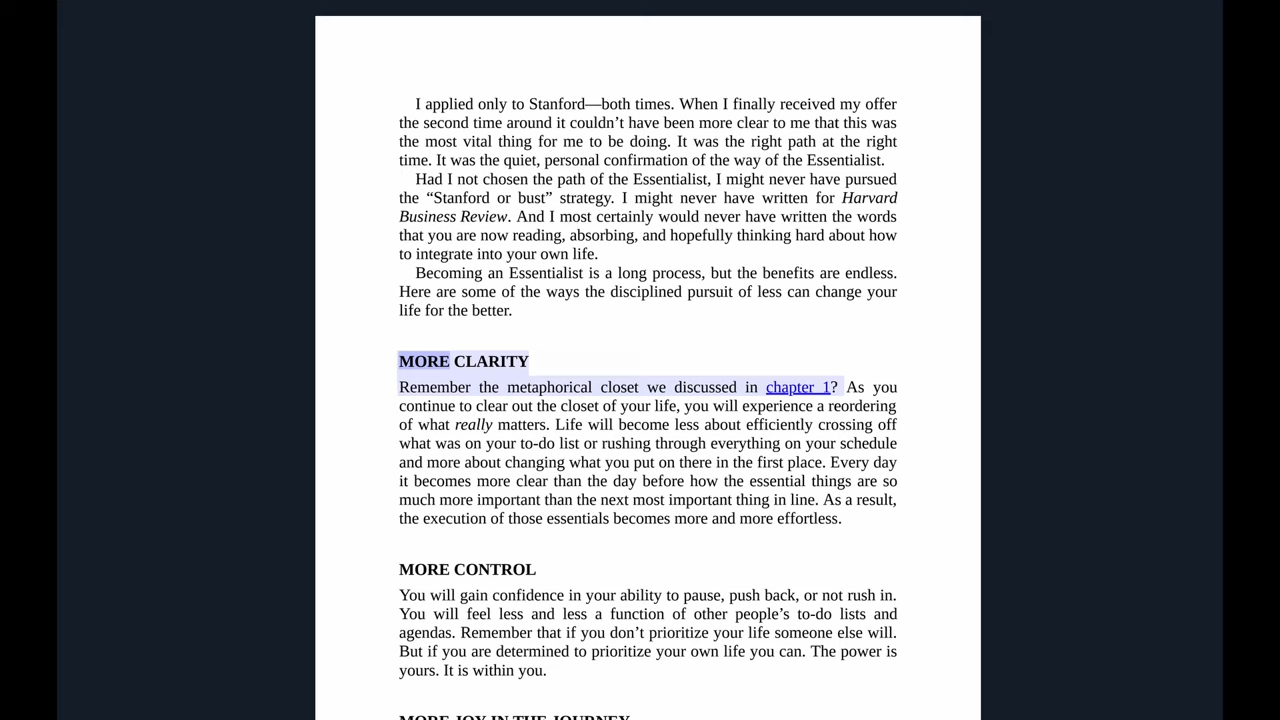 I applied only to Stanford—both times. When I finally received my offer
the second time around it couldn’t have been more clear to me that this was
the most vital thing for me to be doing. It was the right path at the right
time. It was the quiet, personal confirmation of the way of the Essentialist.
Had I not chosen the path of the Essentialist, I might never have pursued
the “Stanford or bust” strategy. I might never have written for Harvard
Business Review. And I most certainly would never have written the words
that you are now reading, absorbing, and hopefully thinking hard about how
to integrate into your own life.
Becoming an Essentialist is a long process, but the benefits are endless.
Here are some of the ways the disciplined pursuit of less can change your
life for the better.
MORE CLARITY
Remember the metaphorical closet we discussed in chapter 1? As you
continue to clear out the closet of your life, you will experience a reordering
of what really matters. Life will become less about efficiently crossing off
what was on your to-do list or rushing through everything on your schedule
and more about changing what you put on there in the first place. Every day
it becomes more clear than the day before how the essential things are so
much more important than the next most important thing in line. As a result,
the execution of those essentials becomes more and more effortless.
MORE CONTROL
You will gain confidence in your ability to pause, push back, or not rush in.
You will feel less and less a function of other people’s to-do lists and
agendas. Remember that if you don’t prioritize your life someone else will.
But if you are determined to prioritize your own life you can. The power is
yours. It is within you.
MORE JOY IN THE JOURNEY